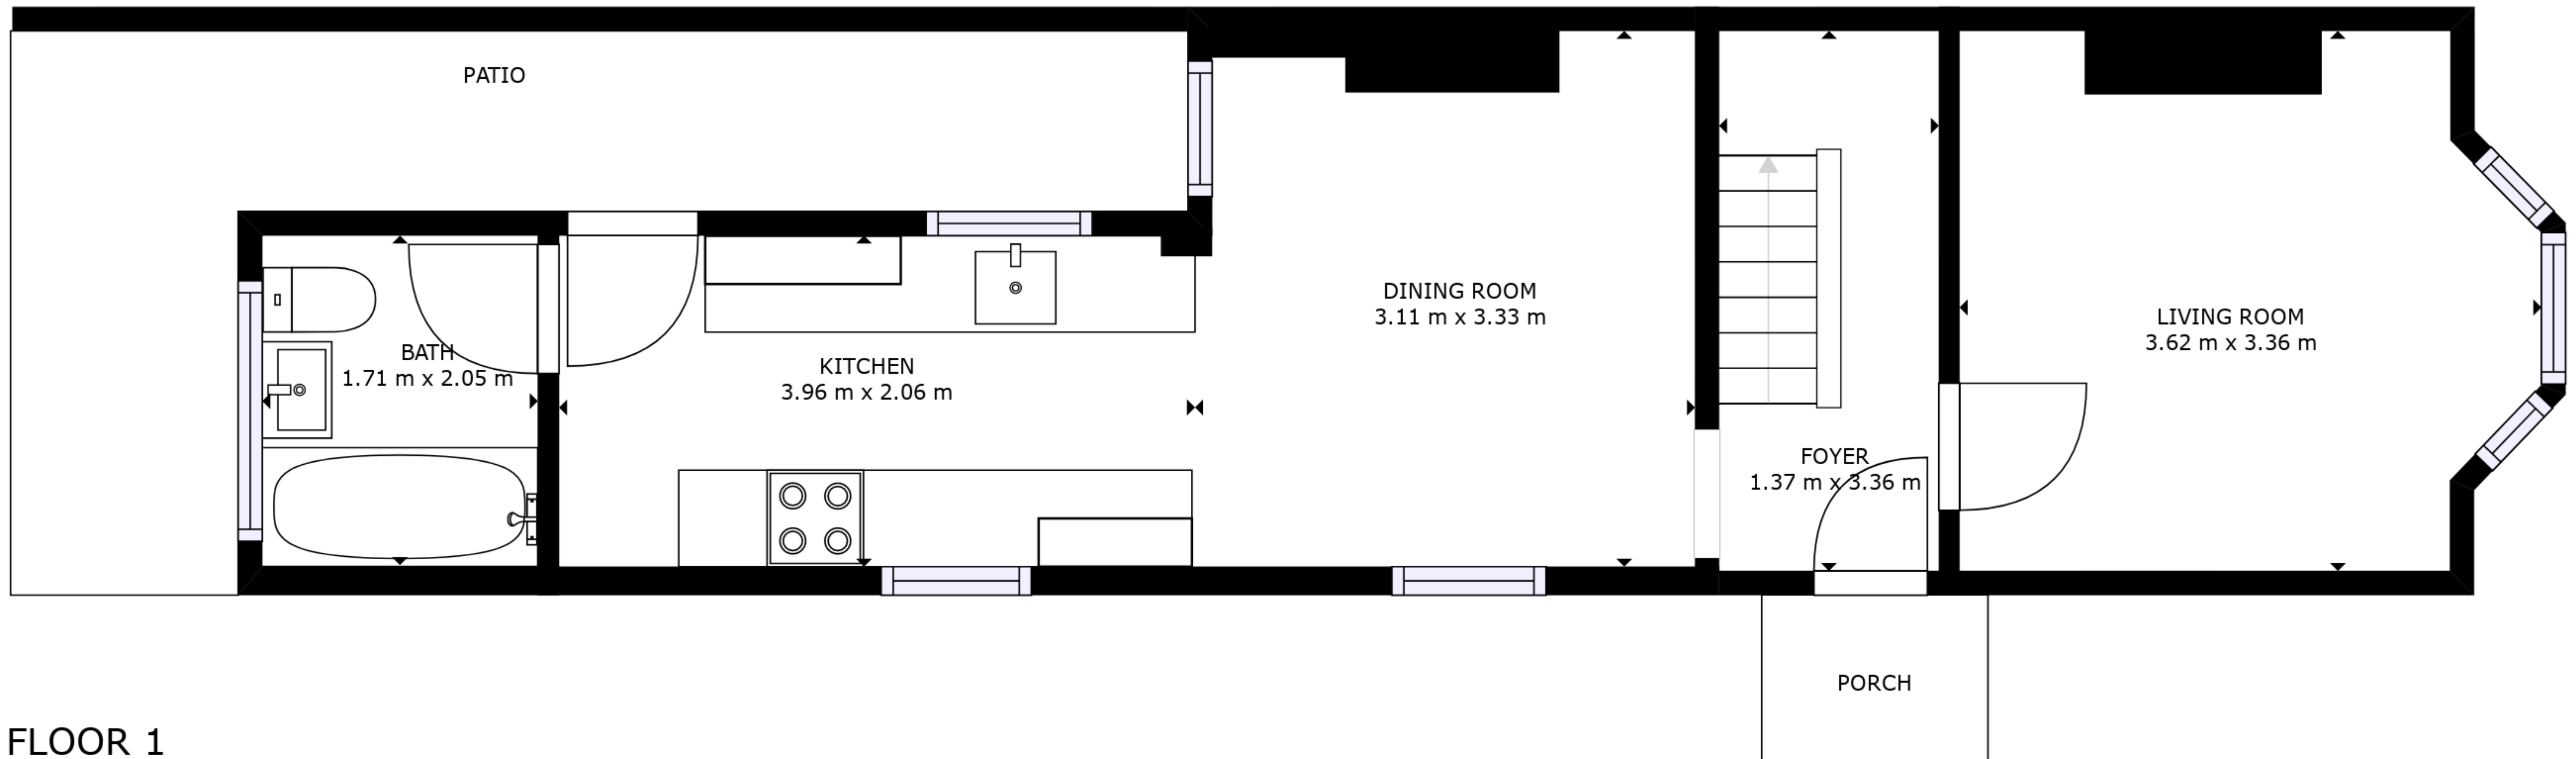 PATIO
DINING ROOM
3.11 m x 3.33 m
LIVING ROOM
3.62 m x 3.36 m
BATH
1.71 m x 2.05 m
KITCHEN
3.96 m x 2.06 m
FOYER
1.37 m x 3.36 m
PORCH
FLOOR 1